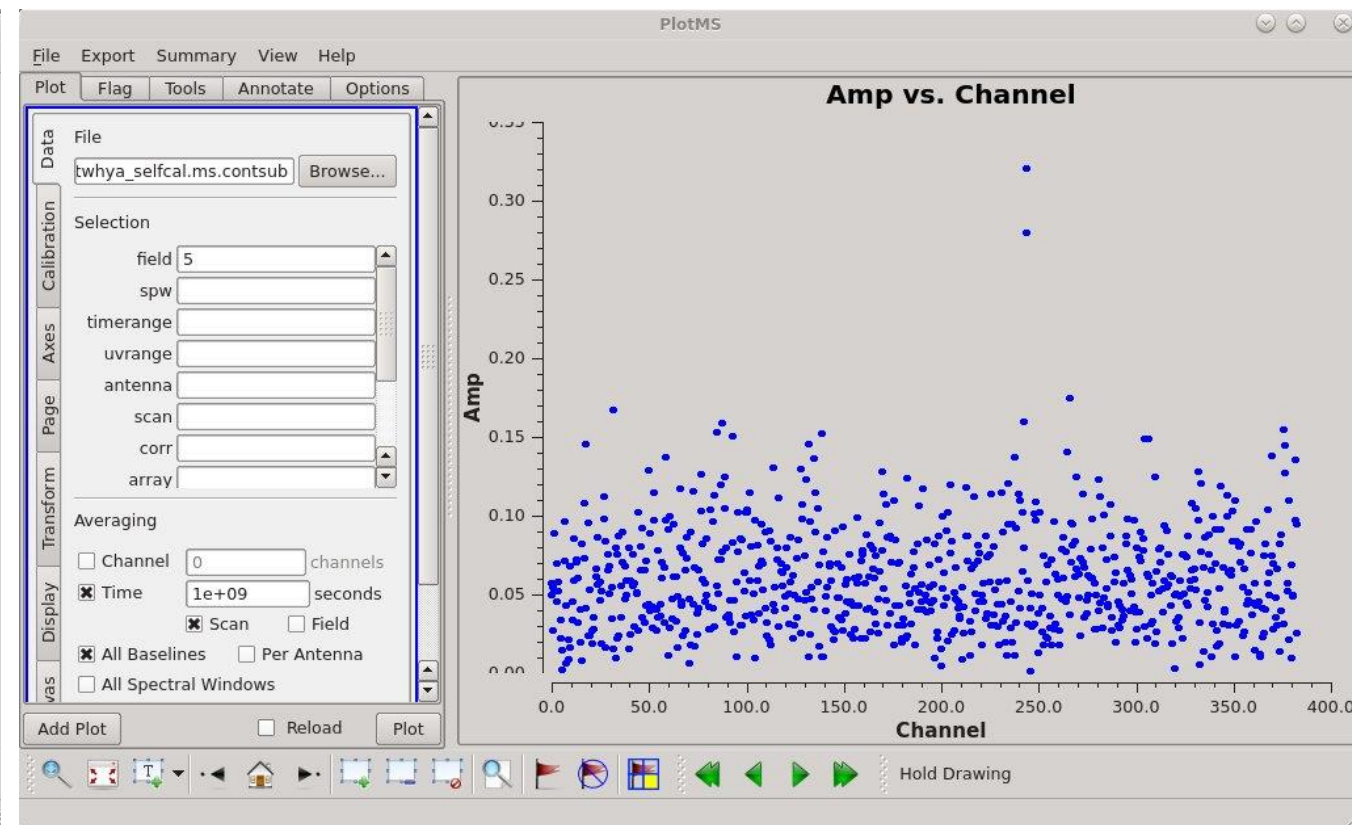 PlotMS
File Export Summary View Help
Plot Flag Tools Annotate Options
Data
Calibration
Axes
Page
Transform
Display
vas
File
twhya_selfcal.ms.contsub Browse...
Selection
field 5
spw
timerange
uvrange
antenna
scan
corr
array
Averaging
Channel 0 channels
Time 1e+09 seconds
Scan Field
All Baselines Per Antenna
All Spectral Windows
Add Plot Reload Plot
Amp vs. Channel
Amp
0.30
0.25
0.20
0.15
0.10
0.05
0.00
0.0 50.0 100.0 150.0 200.0 250.0 300.0 350.0 400.0
Channel
T
Hold Drawing